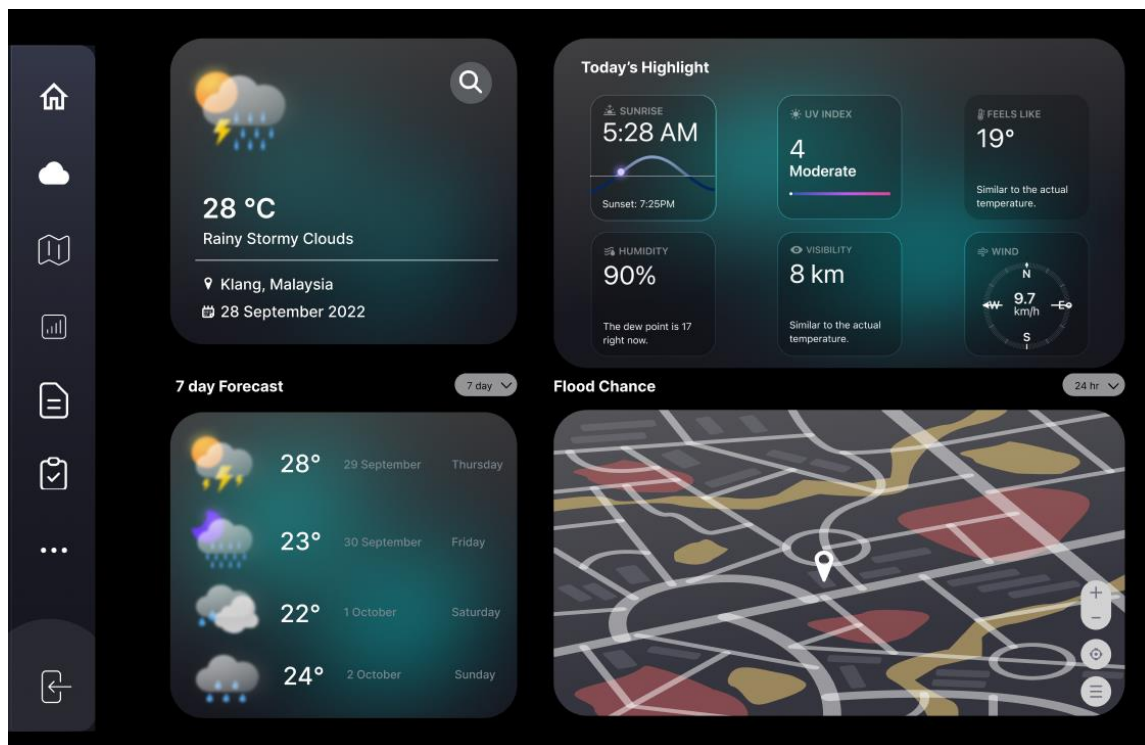 28 °C
Rainy Stormy Clouds
Klang, Malaysia
28 September 2022
Today's Highlight
SUNRISE
5:28 AM
Sunset: 7:25PM
UV INDEX
4
Moderate
FEELS LIKE
19°
Similar to the actual
temperature.
HUMIDITY
90%
The dew point is 17
right now.
VISIBILITY
8 km
Similar to the actual
temperature.
WIND
N
W
9.7
km/h
E
S
7 day Forecast
7 day
28° 29 September Thursday
23° 30 September Friday
22° 1 October Saturday
24° 2 October Sunday
Flood Chance
24 hr
+
−